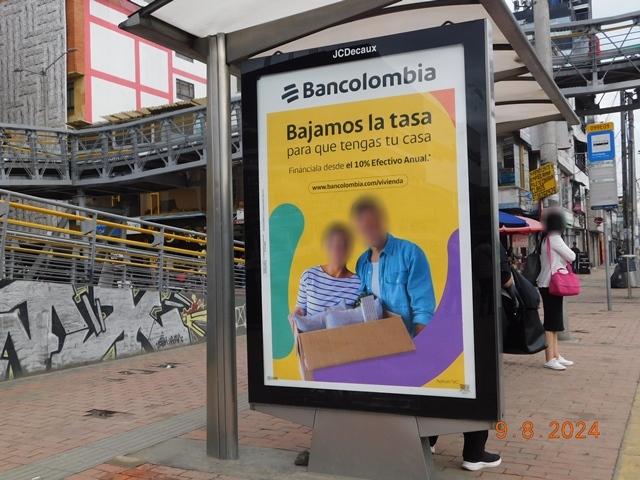 JCDecaux
Bancolombia
Bajamos la tasa
para que tengas tu casa
Fináncialа desde el 10% Efectivo Anual.*
www.bancolombia.com/vivienda
9.8.2024